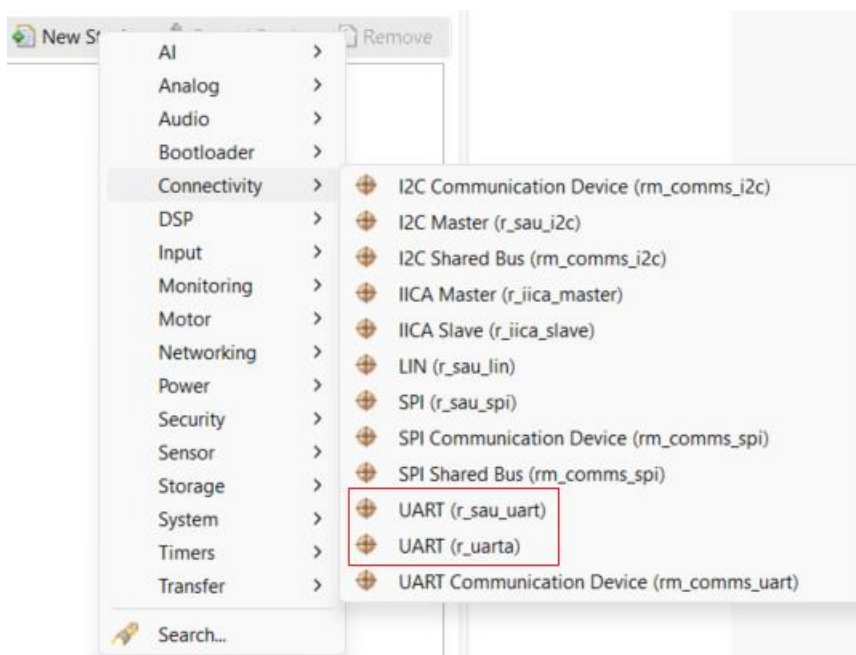 New S
Remove
AI
Analog
Audio
Bootloader
Connectivity
DSP
Input
Monitoring
Motor
Networking
Power
Security
Sensor
Storage
System
Timers
Transfer
Search...
I2C Communication Device (rm_comms_i2c)
I2C Master (r_sau_i2c)
I2C Shared Bus (rm_comms_i2c)
IICA Master (r_iica_master)
IICA Slave (r_iica_slave)
LIN (r_sau_lin)
SPI (r_sau_spi)
SPI Communication Device (rm_comms_spi)
SPI Shared Bus (rm_comms_spi)
UART (r_sau_uart)
UART (r_uarta)
UART Communication Device (rm_comms_uart)